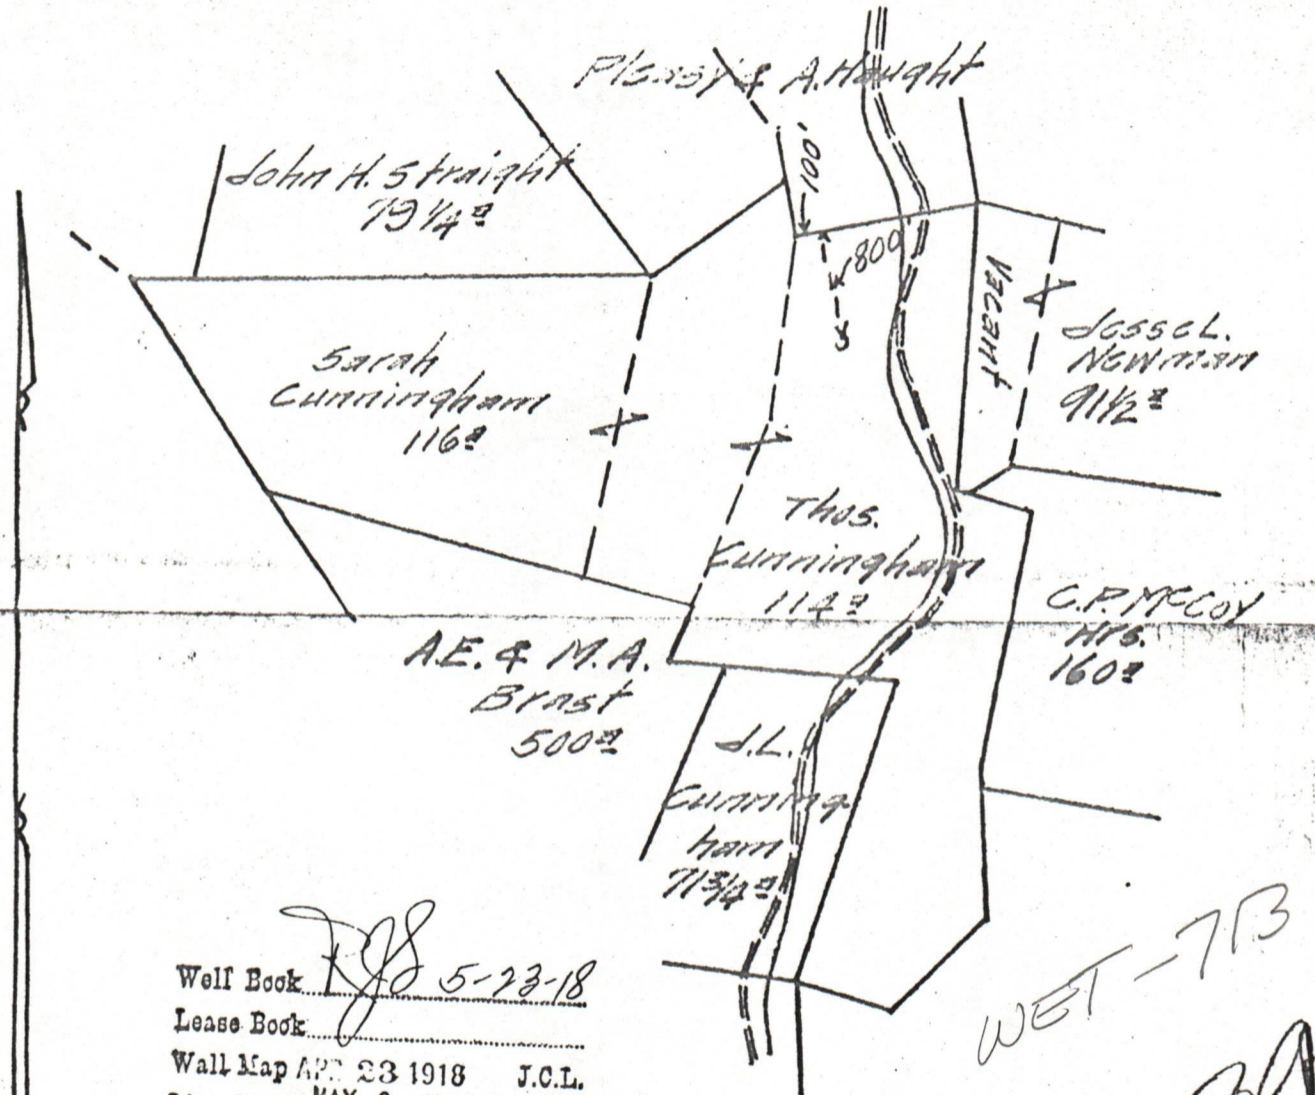 Pleasy & A. Haught
100'
John H. Straight
79 1/4 a
800'
Vacant
Jesse L.
Newman
91 1/2 a
Sarah
Cunningham
116 a
Thos.
Cunningham
114 a
C.P. McCoy
Hrs.
160 a
A.E. & M.A.
Brast
500 a
J.L.
Cunning
ham
71 3/4 a
WET - 7B
Well Book RJS 5-23-18
Lease Book
Wall Map APR 23 1918 J.C.L.